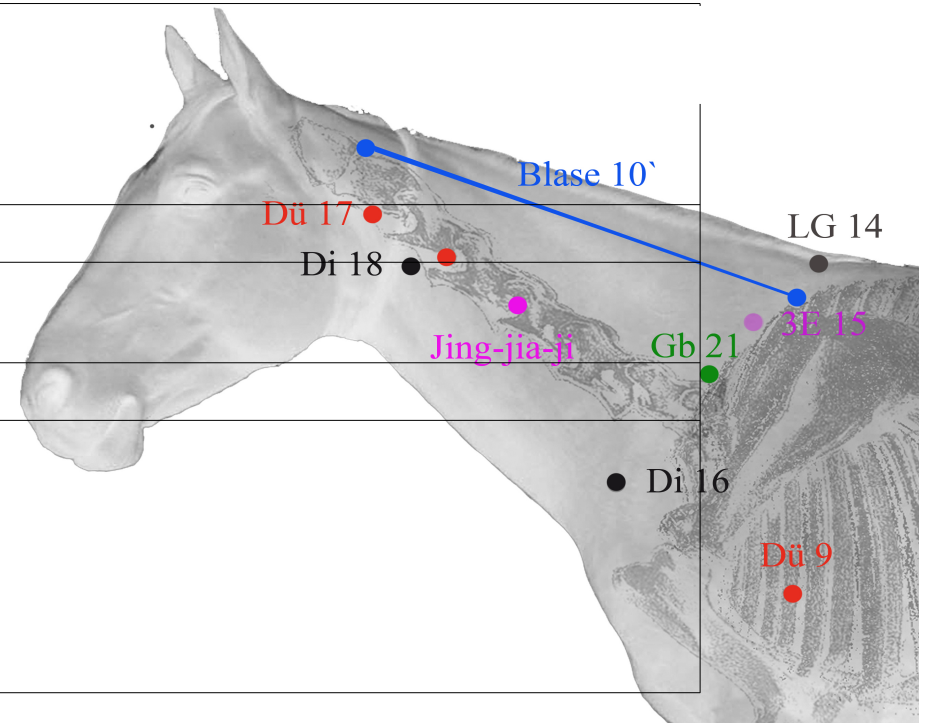 Blase 10`
Dü 17
LG 14
Di 18
3E 15
Jing-jia-ji
Gb 21
Di 16
Dü 9